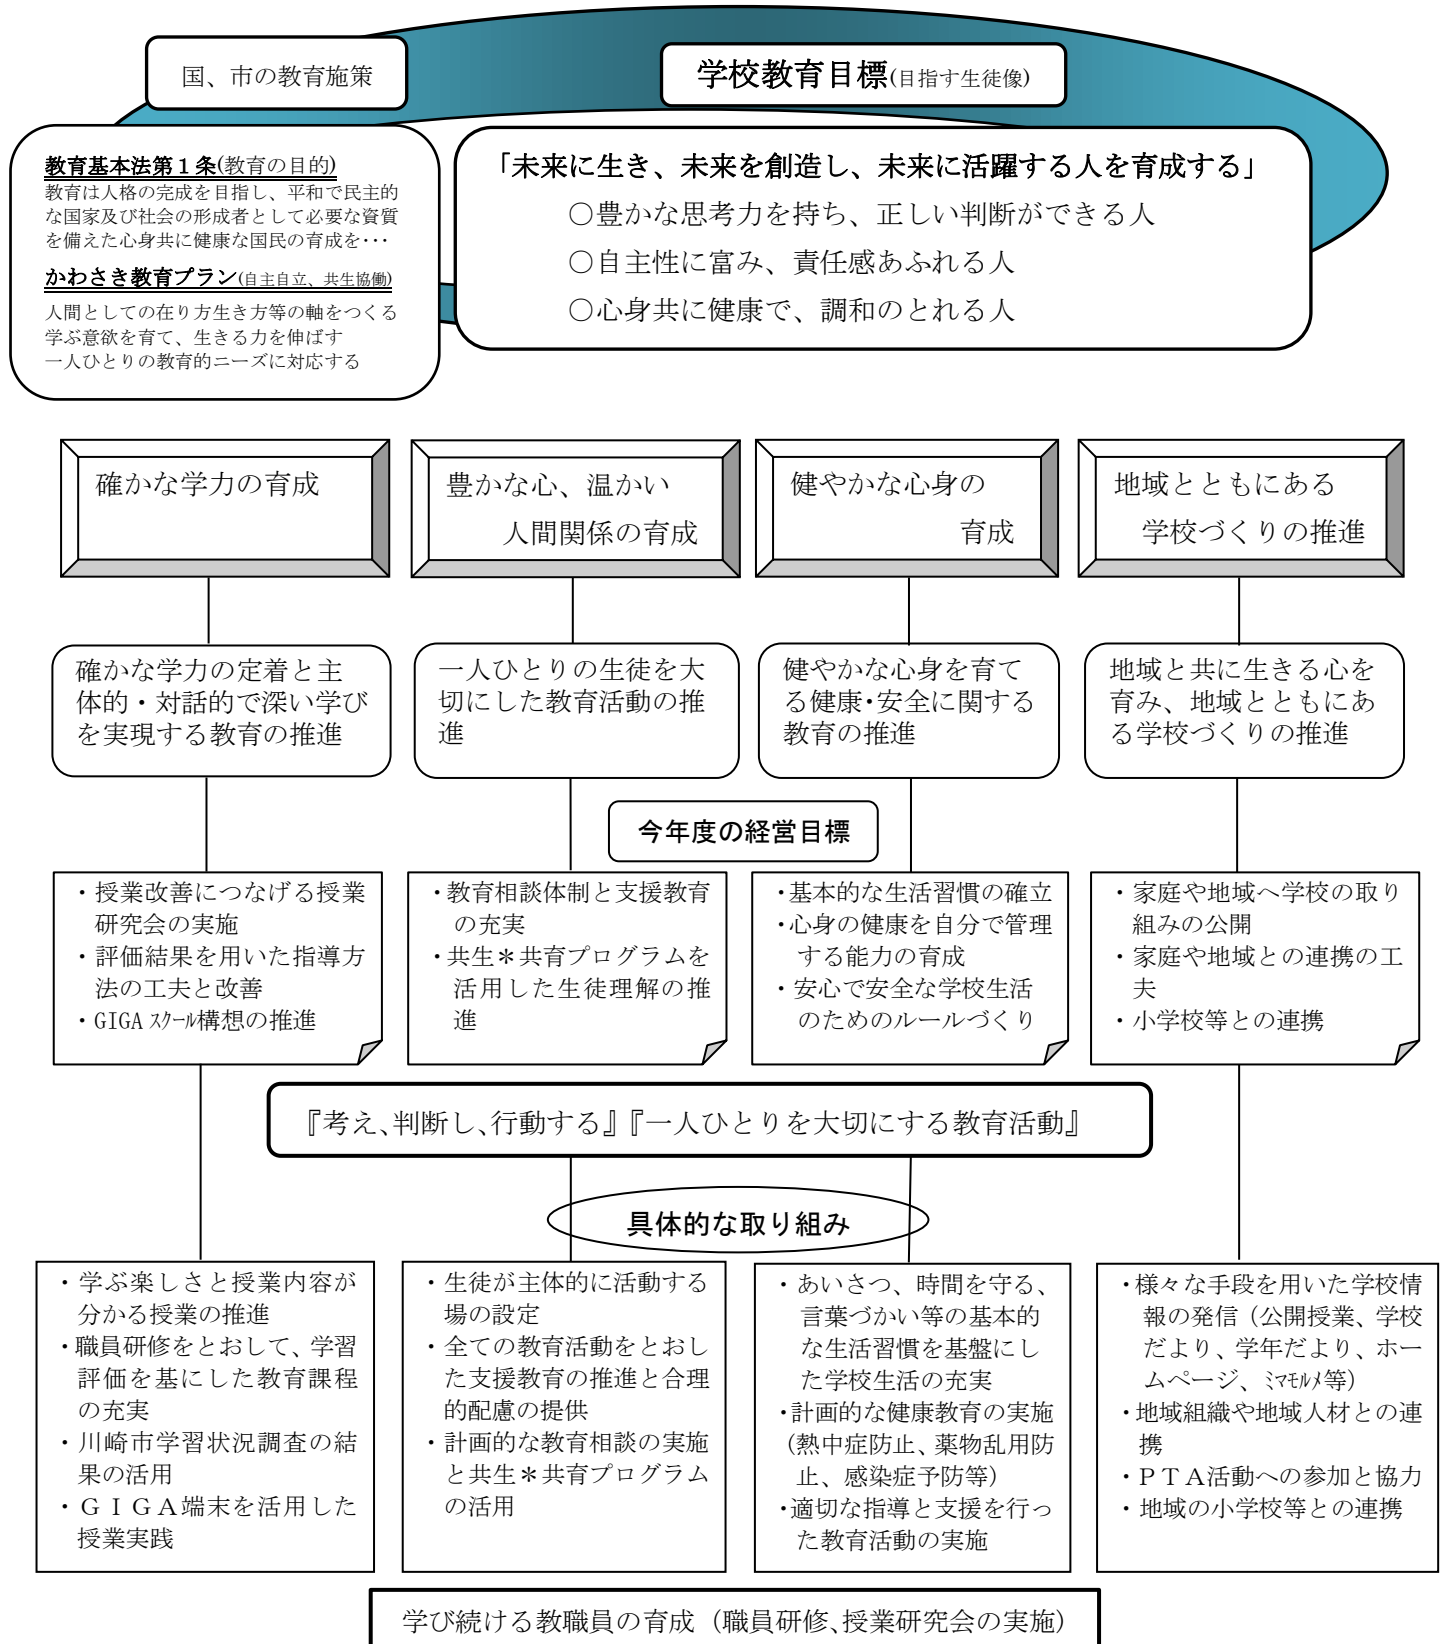 国、市の教育施策
学校教育目標(目指す生徒像)
教育基本法第１条(教育の目的)
教育は人格の完成を目指し、平和で民主的
な国家及び社会の形成者として必要な資質
を備えた心身共に健康な国民の育成を･･･
かわさき教育プラン(自主自立、共生協働)
人間としての在り方生き方等の軸をつくる
学ぶ意欲を育て、生きる力を伸ばす
一人ひとりの教育的ニーズに対応する
「未来に生き、未来を創造し、未来に活躍する人を育成する」
○豊かな思考力を持ち、正しい判断ができる人
○自主性に富み、責任感あふれる人
○心身共に健康で、調和のとれる人
確かな学力の育成
豊かな心、温かい
人間関係の育成
健やかな心身の
育成
地域とともにある
学校づくりの推進
確かな学力の定着と主
体的・対話的で深い学び
を実現する教育の推進
一人ひとりの生徒を大
切にした教育活動の推
進
健やかな心身を育て
る健康･安全に関する
教育の推進
地域と共に生きる心を
育み、地域とともにあ
る学校づくりの推進
今年度の経営目標
・授業改善につなげる授業
研究会の実施
・評価結果を用いた指導方
法の工夫と改善
・GIGA ｽｸｰﾙ構想の推進
・教育相談体制と支援教育
の充実
・共生＊共育プログラムを
活用した生徒理解の推
進
・基本的な生活習慣の確立
・心身の健康を自分で管理
する能力の育成
・安心で安全な学校生活
のためのルールづくり
・家庭や地域へ学校の取り
組みの公開
・家庭や地域との連携の工
夫
・小学校等との連携
『考え、判断し、行動する』『一人ひとりを大切にする教育活動』
具体的な取り組み
・学ぶ楽しさと授業内容が
分かる授業の推進
・職員研修をとおして、学習
評価を基にした教育課程
の充実
・川崎市学習状況調査の結
果の活用
・ＧＩＧＡ端末を活用した
授業実践
・生徒が主体的に活動する
場の設定
・全ての教育活動をとおし
た支援教育の推進と合理
的配慮の提供
・計画的な教育相談の実施
と共生＊共育プログラム
の活用
・あいさつ、時間を守る、
言葉づかい等の基本的
な生活習慣を基盤にし
た学校生活の充実
・計画的な健康教育の実施
（熱中症防止、薬物乱用防
止、感染症予防等）
・適切な指導と支援を行っ
た教育活動の実施
・様々な手段を用いた学校情
報の発信（公開授業、学校
だより、学年だより、ホー
ムページ、ﾐﾏﾓﾙﾒ等）
・地域組織や地域人材との連
携
・ＰＴＡ活動への参加と協力
・地域の小学校等との連携
学び続ける教職員の育成（職員研修、授業研究会の実施）